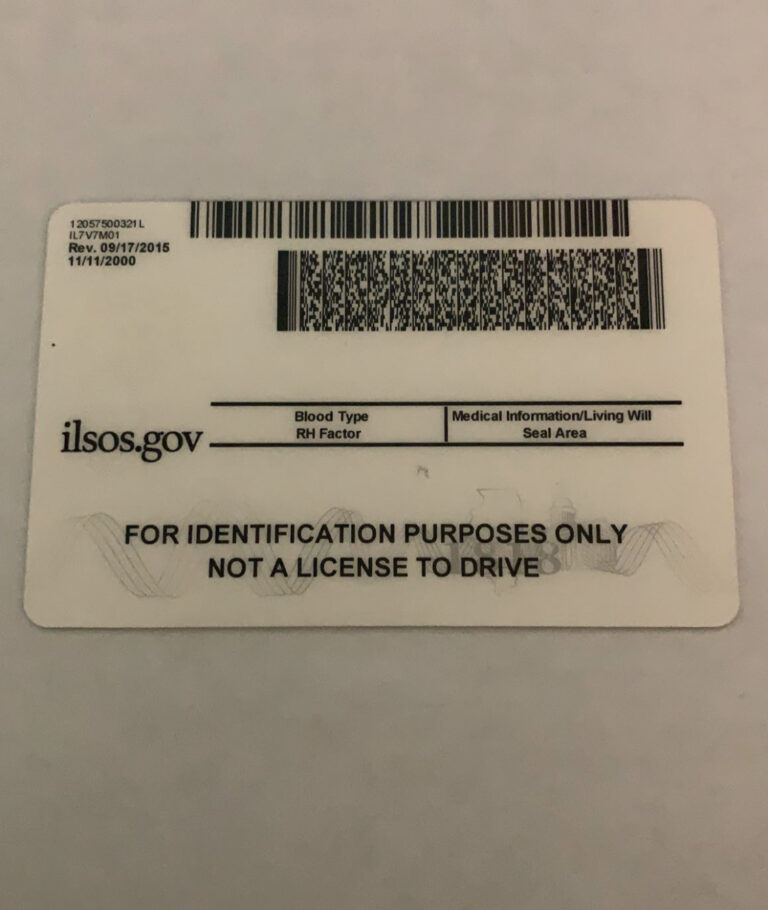 12057500321L
IL7V7M01
Rev. 09/17/2015
11/11/2000
ilsos.gov
Blood Type
RH Factor
Medical Information/Living Will
Seal Area
FOR IDENTIFICATION PURPOSES ONLY
NOT A LICENSE TO DRIVE
1818